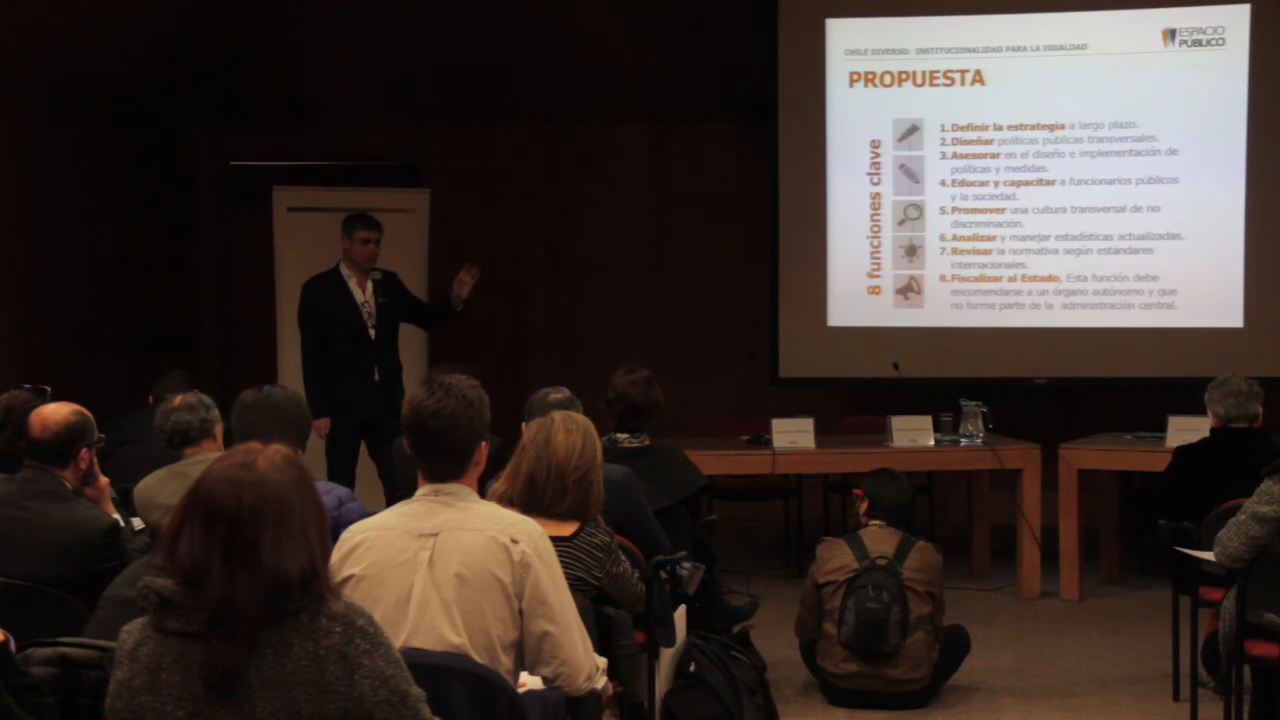 CHILE DIVERSO: INSTITUCIONALIDAD PARA LA IGUALDAD
ESPACIO
PÚBLICO
PROPUESTA
8 funciones clave
1. Definir la estrategia a largo plazo.
2. Diseñar políticas públicas transversales.
3. Asesorar en el diseño e implementación de
políticas y medidas.
4. Educar y capacitar a funcionarios públicos
y la sociedad.
5. Promover una cultura transversal de no
discriminación.
6. Analizar y manejar estadísticas actualizadas.
7. Revisar la normativa según estándares
internacionales.
8. Fiscalizar al Estado, Esta función debe
encomendarse a un órgano autónomo y que
no forme parte de la administración central.